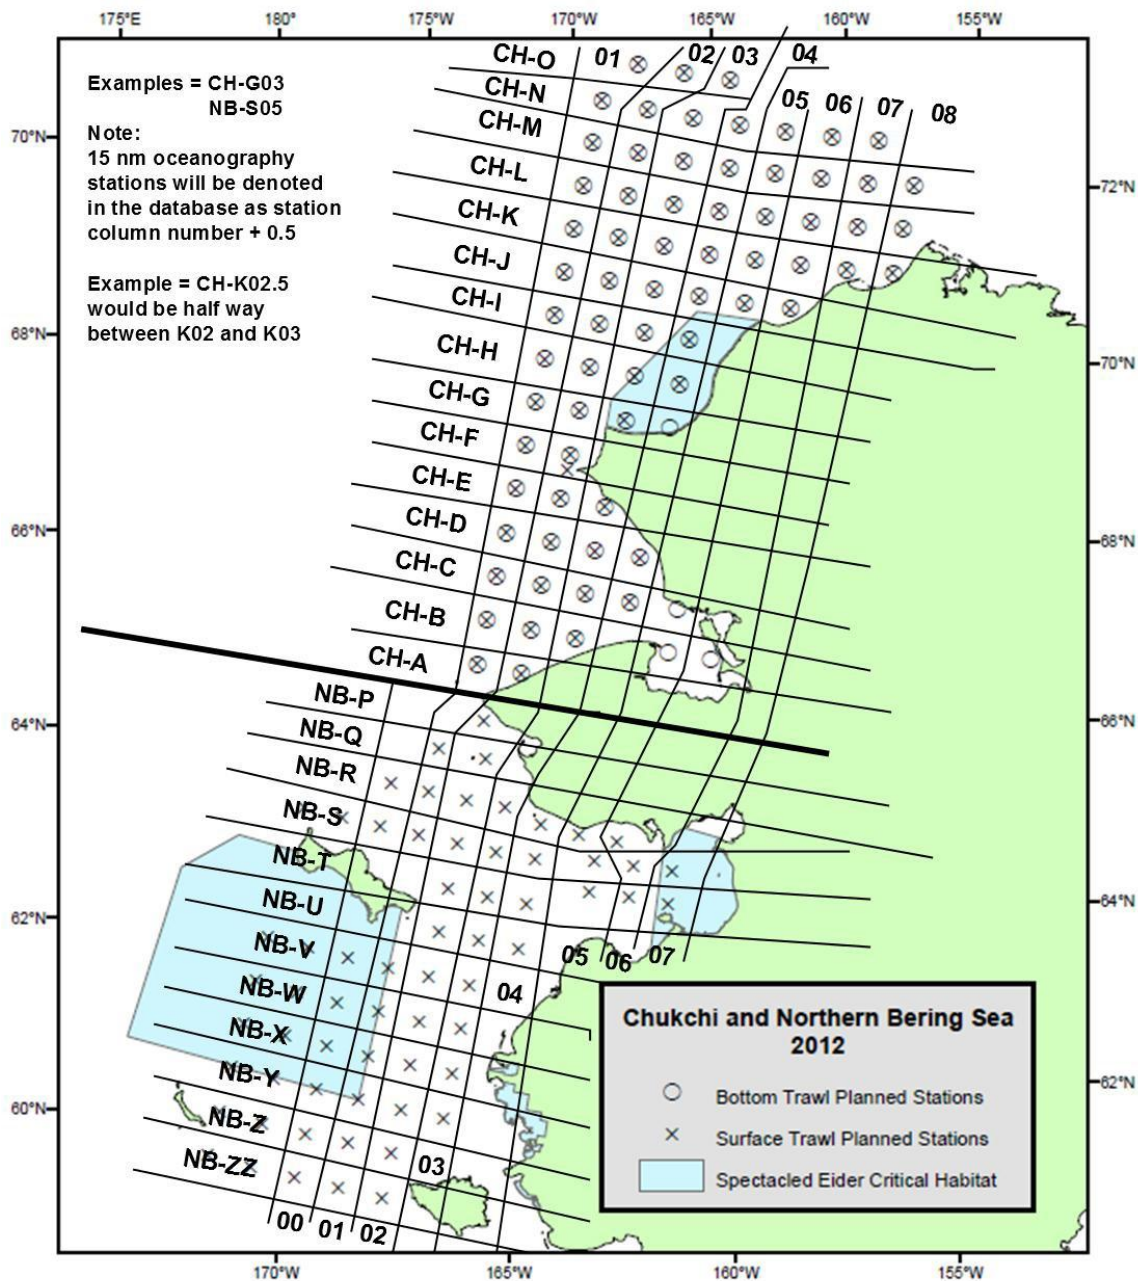 175°E 180° 175°W 170°W 165°W 160°W 155°W
CH-O 01 02 03 04
Examples = CH-G03
NB-S05
CH-N
05 06 07 08
Note:
CH-M
70°N
15 nm oceanography
stations will be denoted
in the database as station
column number + 0.5
CH-L
72°N
CH-K
CH-J
Example = CH-K02.5
would be half way
between K02 and K03
CH-I
68°N
CH-H
70°N
CH-G
CH-F
CH-E
CH-D
66°N
68°N
CH-C
CH-B
CH-A
NB-P
64°N
66°N
NB-Q
NB-R
NB-S
NB-T
NB-U
62°N
64°N
NB-V
05 06 07
NB-W
04
NB-X
NB-Y
60°N
62°N
NB-Z
NB-ZZ
03
00 01 02
Chukchi and Northern Bering Sea
2012
Bottom Trawl Planned Stations
Surface Trawl Planned Stations
Spectacled Eider Critical Habitat
170°W 165°W 160°W 155°W